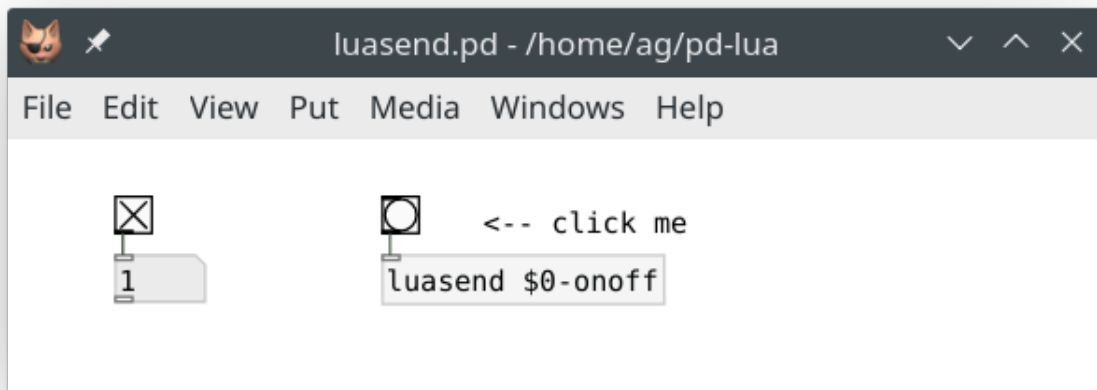 luasend.pd - /home/ag/pd-lua
File Edit View Put Media Windows Help
<-- click me
1
luasend $0-onoff